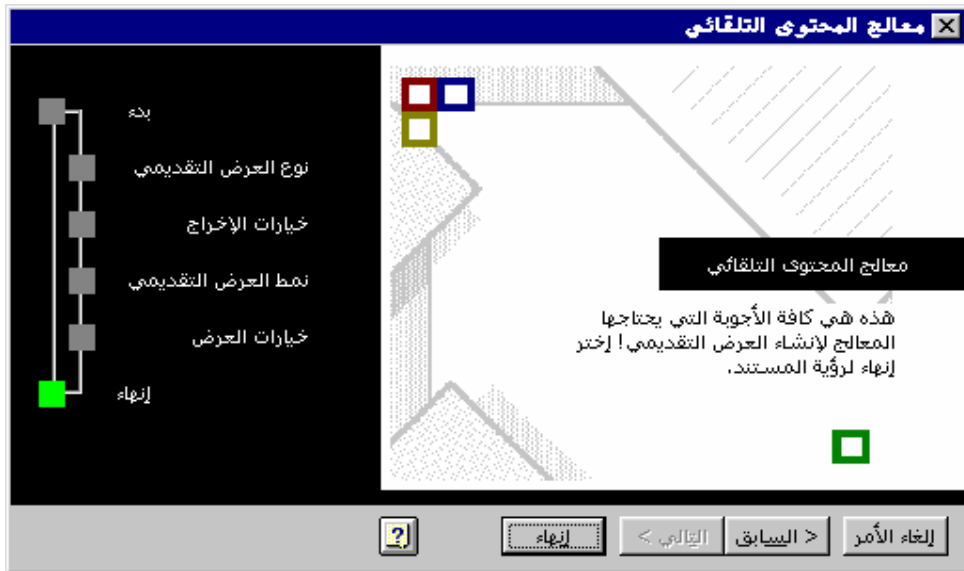 معالج المحتوى التلقائي
بدء
نوع العرض التقديمي
خيارات الإخراج
نمط العرض التقديمي
خيارات العرض
إنهاء
معالج المحتوى التلقائي
هذه هي كافة الأجوبة التي يحتاجها
المعالج لإنشاء العرض التقديمي! إختر
إنهاء لرؤية المستند.
إلغاء الأمر
< السابق
التالي >
إنهاء
?